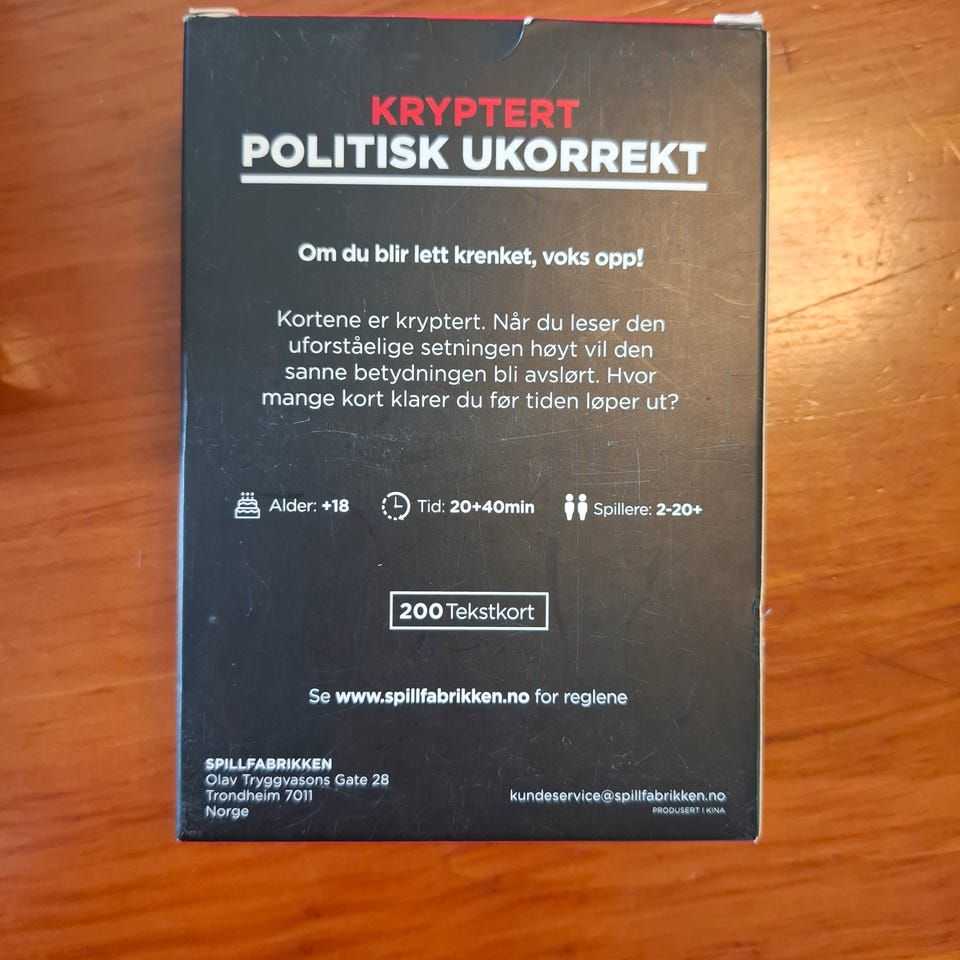 KRYPTERT
POLITISK UKORREKT
Om du blir lett krenket, voks opp!
Kortene er kryptert. Når du leser den
uforståelige setningen høyt vil den
sanne betydningen bli avslørt. Hvor
mange kort klarer du før tiden løper ut?
Alder: +18 Tid: 20+40min Spillere: 2-20+
200 Tekstkort
Se www.spillfabrikken.no for reglene
SPILLFABRIKKEN
Olav Tryggvasons Gate 28
Trondheim 7011
Norge
kundeservice@spillfabrikken.no
PRODUSERT I KINA